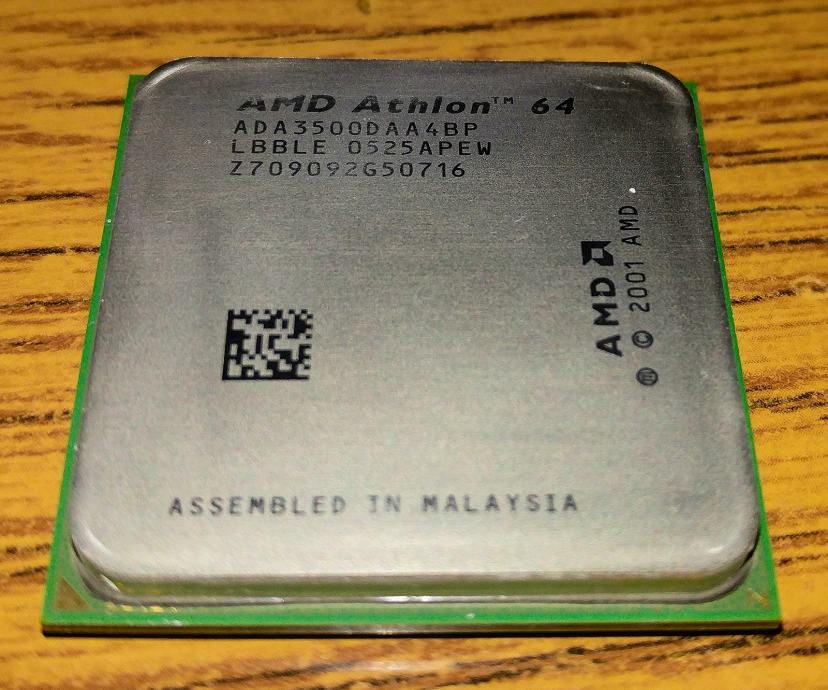 AMD Athlon™ 64
ADA3500DAA4BP
LBBLE 0525APEW
Z709092G50716
AMD
ⓜ © 2001 AMD
ASSEMBLED IN MALAYSIA